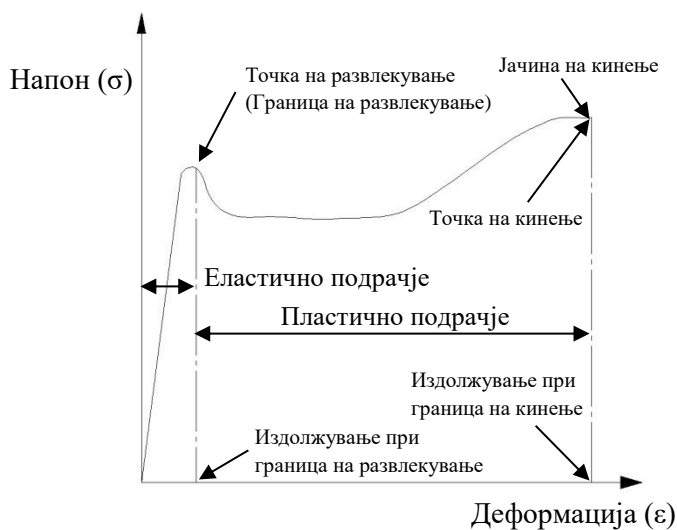 Напон (σ)
Точка на развлекување
(Граница на развлекување)
Јачина на кинење
Точка на кинење
Еластично подрачје
Пластично подрачје
Издолжување при
граница на кинење
Издолжување при
граница на развлекување
Деформација (ε)